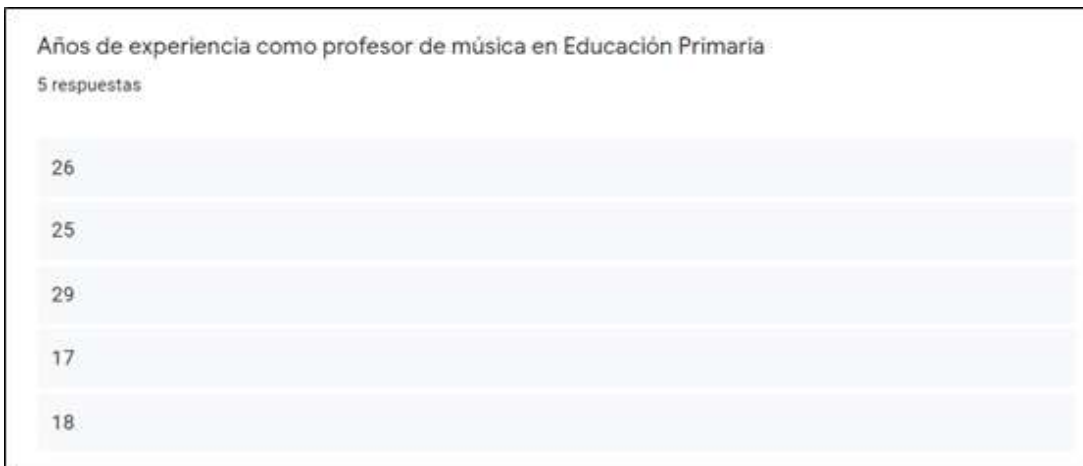 Años de experiencia como profesor de música en Educación Primaria
5 respuestas
26
25
29
17
18